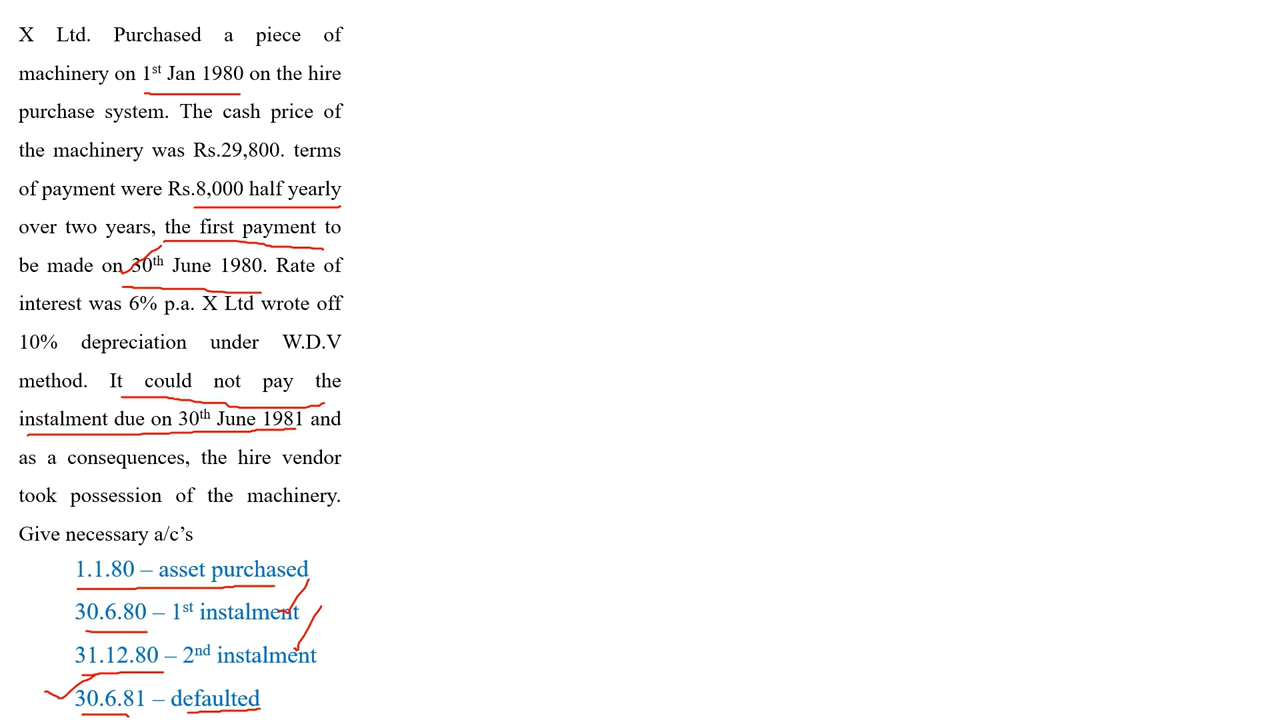 X Ltd. Purchased a piece of
machinery on 1st Jan 1980 on the hire
purchase system. The cash price of
the machinery was Rs.29,800. terms
of payment were Rs.8,000 half yearly
over two years, the first payment to
be made on 30th June 1980. Rate of
interest was 6% p.a. X Ltd wrote off
10% depreciation under W.D.V
method. It could not pay the
instalment due on 30th June 1981 and
as a consequences, the hire vendor
took possession of the machinery.
Give necessary a/c’s
1.1.80 – asset purchased
30.6.80 – 1st instalment
31.12.80 – 2nd instalment
30.6.81 – defaulted